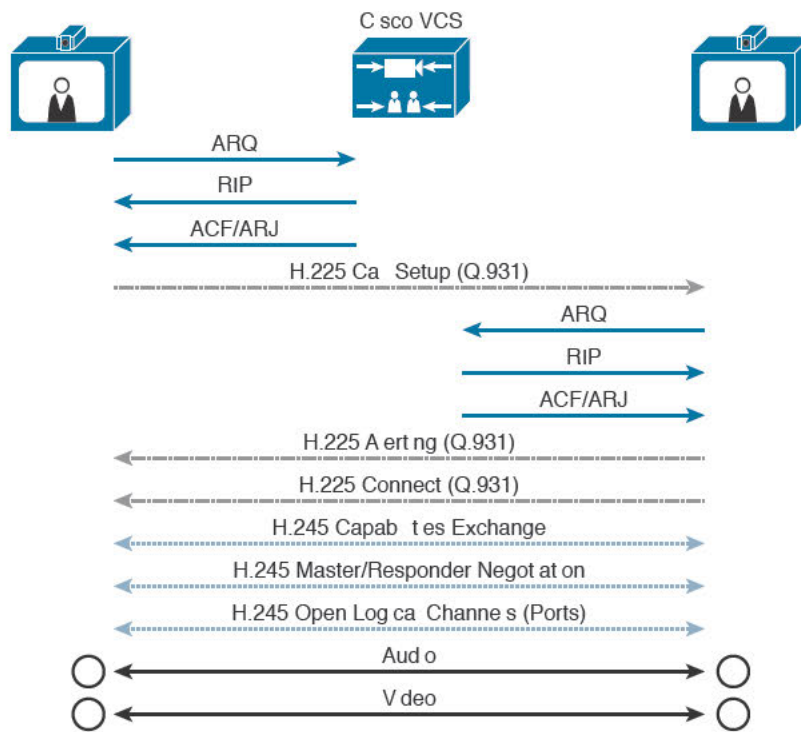 C sco VCS
ARQ
RIP
ACF/ARJ
H.225 Ca Setup (Q.931)
ARQ
RIP
ACF/ARJ
H.225 A ert ng (Q.931)
H.225 Connect (Q.931)
H.245 Capab t es Exchange
H.245 Master/Responder Negot at on
H.245 Open Log ca Channe s (Ports)
Aud o
V deo